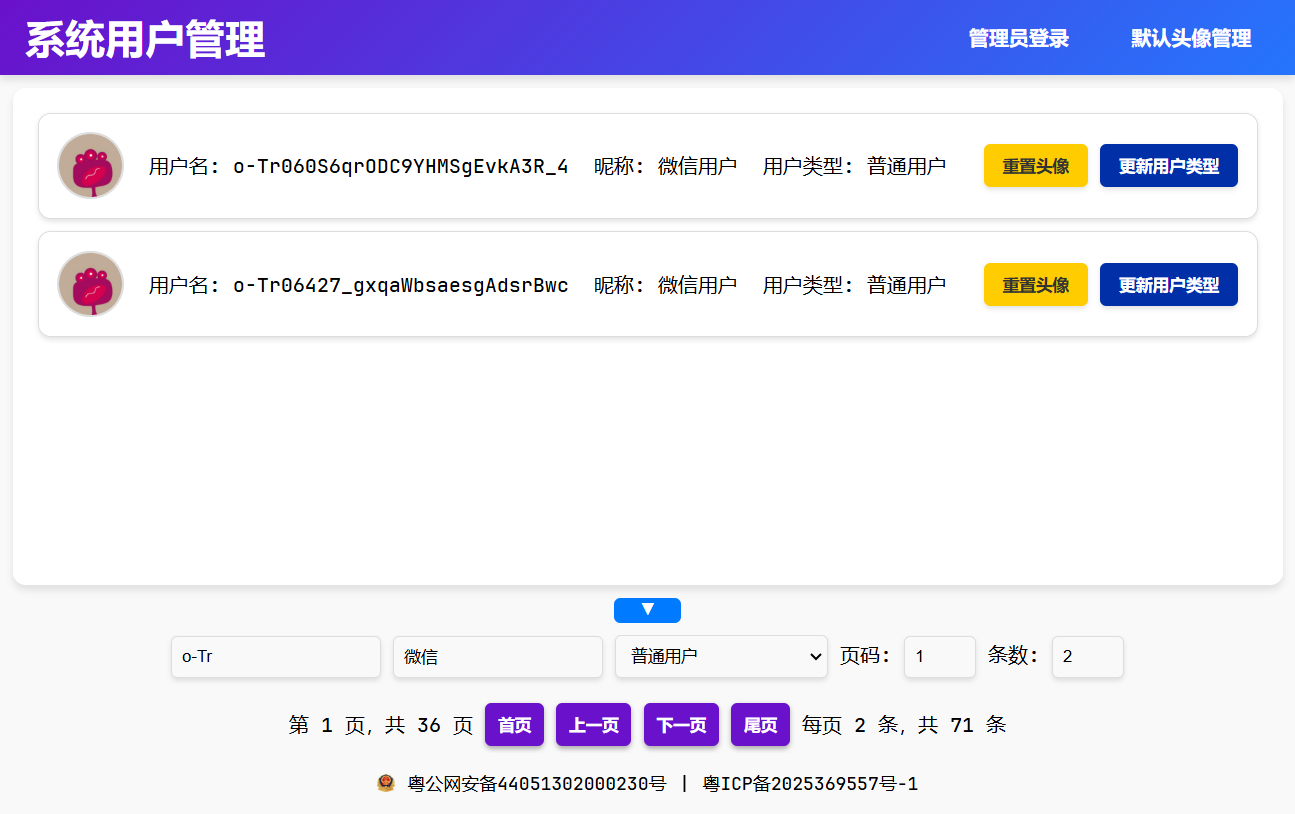 系统用户管理 管理员登录 默认头像管理
用户名: o-Tr060S6qrODC9YHMSgEvkA3R_4 昵称: 微信用户 用户类型: 普通用户 重置头像 更新用户类型
用户名: o-Tr06427_gxqaWbsaesgAdsrBwc 昵称: 微信用户 用户类型: 普通用户 重置头像 更新用户类型
▼
o-Tr 微信 普通用户 页码: 1 条数: 2
第 1 页, 共 36 页 首页 上一页 下一页 尾页 每页 2 条, 共 71 条
粤公网安备44051302000230号 | 粤ICP备2025369557号-1